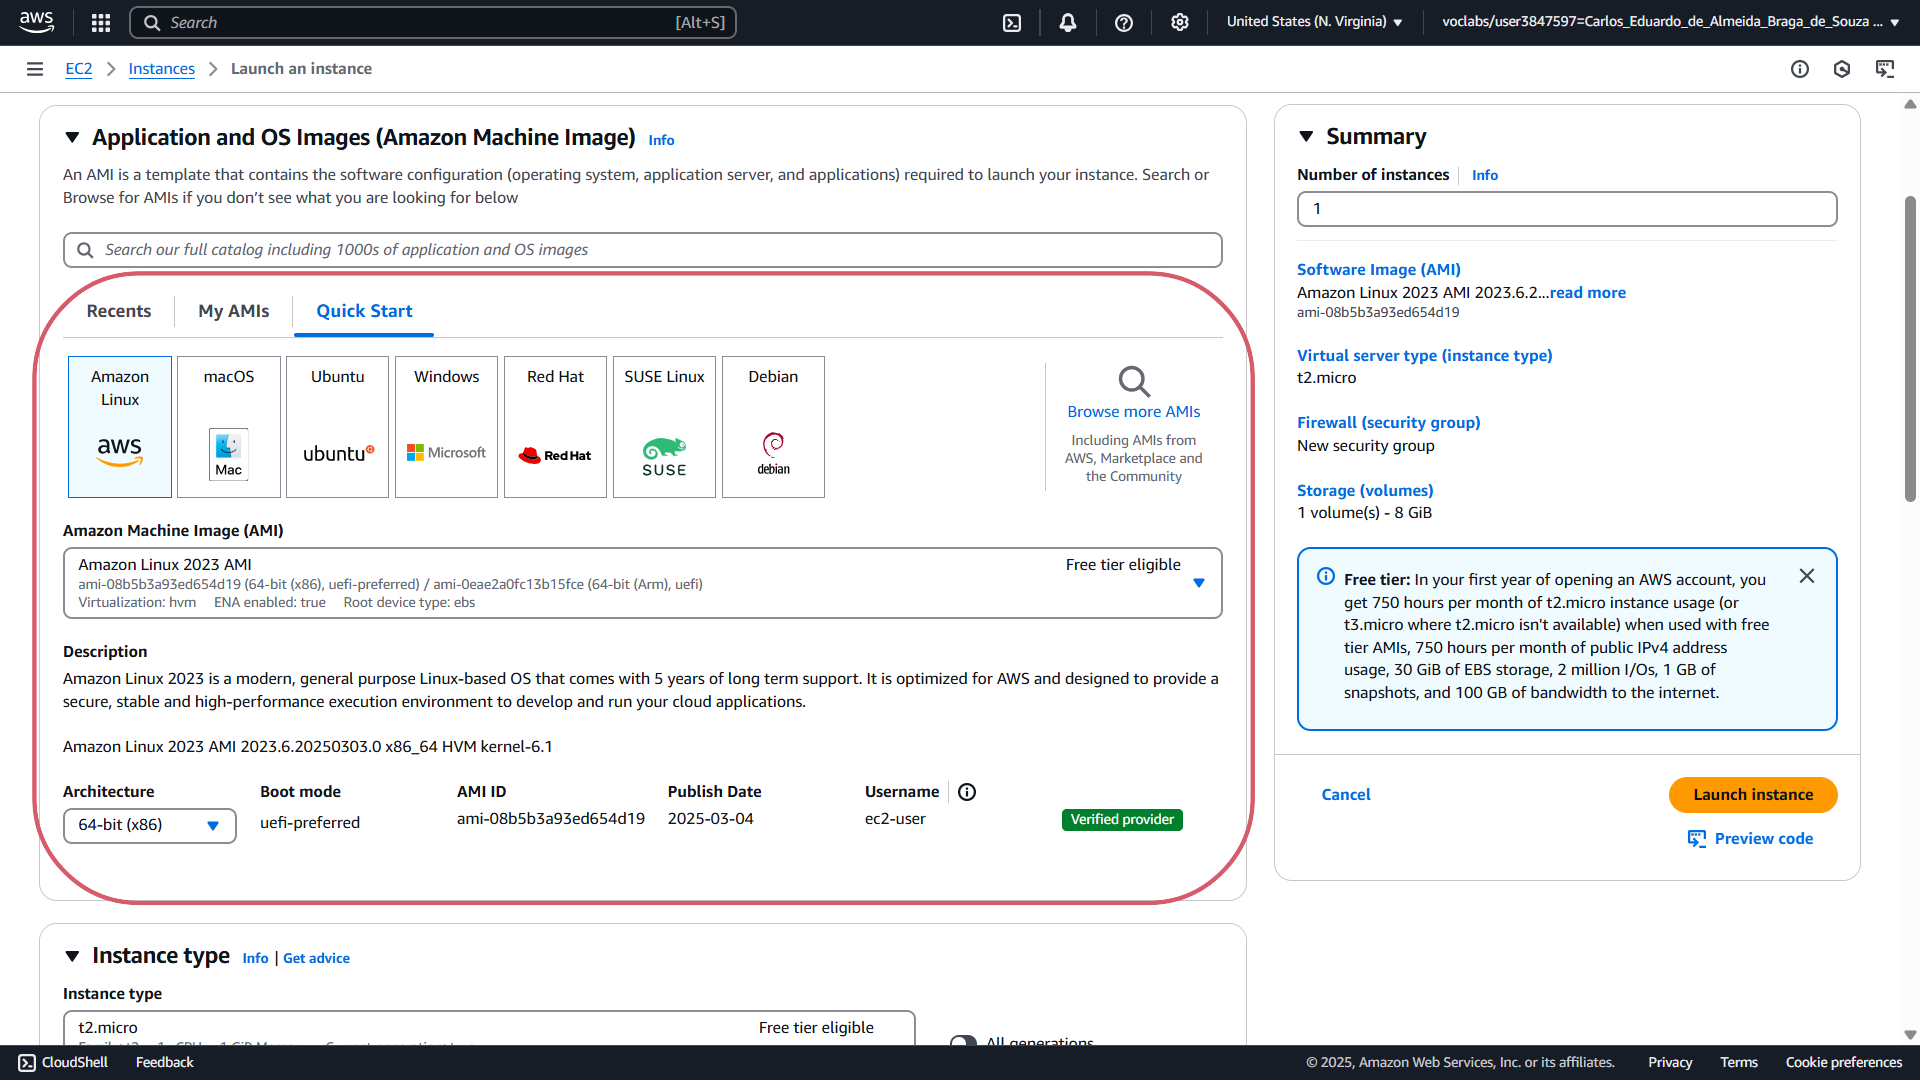 aws
Search [Alt+S]
United States (N. Virginia)
voclabs/user3847597=Carlos_Eduardo_de_Almeida_Braga_de_Souza ...
EC2 Instances Launch an instance
Application and OS Images (Amazon Machine Image) Info
An AMI is a template that contains the software configuration (operating system, application server, and applications) required to launch your instance. Search or
Browse for AMIs if you don’t see what you are looking for below
Search our full catalog including 1000s of application and OS images
Recents My AMIs Quick Start
Amazon
Linux
aws
macOS
Mac
Ubuntu
ubuntu
Windows
Microsoft
Red Hat
Red Hat
SUSE Linux
SUSE
Debian
debian
Browse more AMIs
Including AMIs from
AWS, Marketplace and
the Community
Amazon Machine Image (AMI)
Amazon Linux 2023 AMI Free tier eligible
ami-08b5b3a93ed654d19 (64-bit (x86), uefi-preferred) / ami-0eae2a0fc13b15fce (64-bit (Arm), uefi)
Virtualization: hvm ENA enabled: true Root device type: ebs
Description
Amazon Linux 2023 is a modern, general purpose Linux-based OS that comes with 5 years of long term support. It is optimized for AWS and designed to provide a
secure, stable and high-performance execution environment to develop and run your cloud applications.
Amazon Linux 2023 AMI 2023.6.20250303.0 x86_64 HVM kernel-6.1
Architecture Boot mode AMI ID Publish Date Username
64-bit (x86) uefi-preferred ami-08b5b3a93ed654d19 2025-03-04 ec2-user Verified provider
Instance type Info | Get advice
Instance type
t2.micro Free tier eligible
All generations
Summary
Number of instances Info
1
Software Image (AMI)
Amazon Linux 2023 AMI 2023.6.2...read more
ami-08b5b3a93ed654d19
Virtual server type (instance type)
t2.micro
Firewall (security group)
New security group
Storage (volumes)
1 volume(s) - 8 GiB
Free tier: In your first year of opening an AWS account, you
get 750 hours per month of t2.micro instance usage (or
t3.micro where t2.micro isn't available) when used with free
tier AMIs, 750 hours per month of public IPv4 address
usage, 30 GiB of EBS storage, 2 million I/Os, 1 GB of
snapshots, and 100 GB of bandwidth to the internet.
Cancel Launch instance
Preview code
CloudShell Feedback © 2025, Amazon Web Services, Inc. or its affiliates. Privacy Terms Cookie preferences